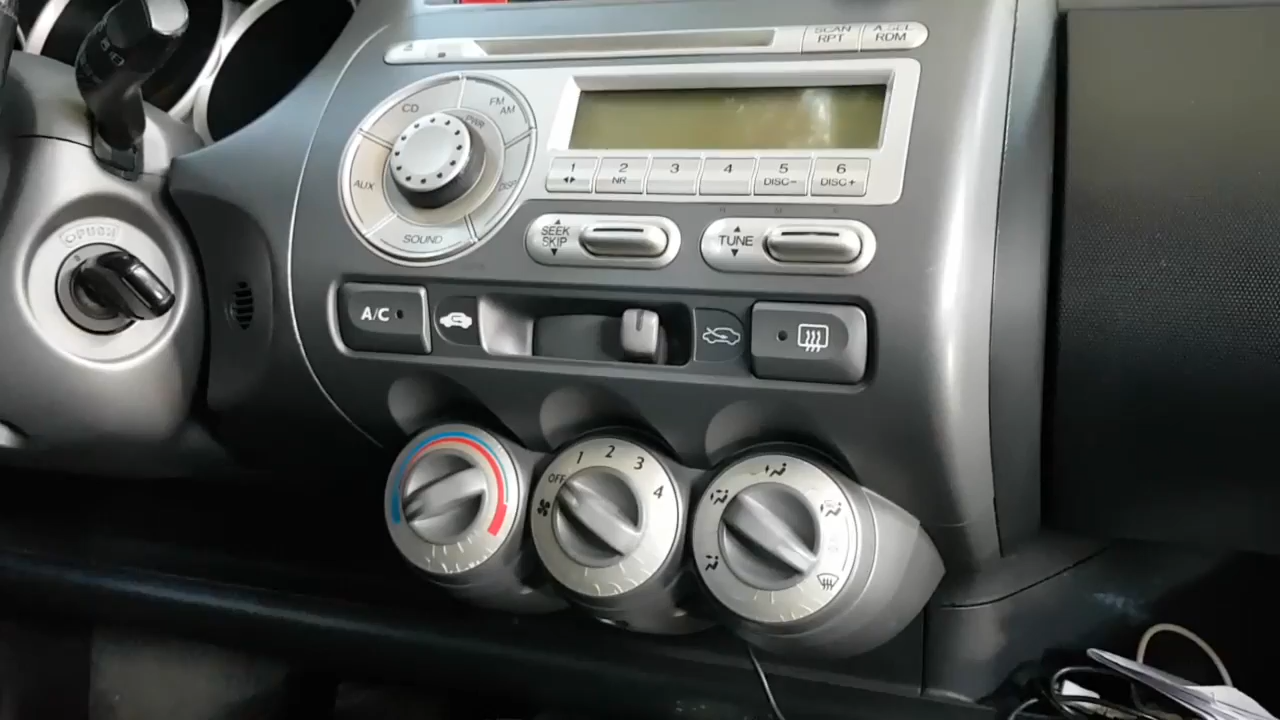 SCAN
RPT
A.SEL
RDM
CD
FM
AM
AUX
DISP
SOUND
1
2
NR
3
4
5
DISC-
6
DISC+
SEEK
SKIP
TUNE
PUSH
A/C
OFF
1
2
3
4